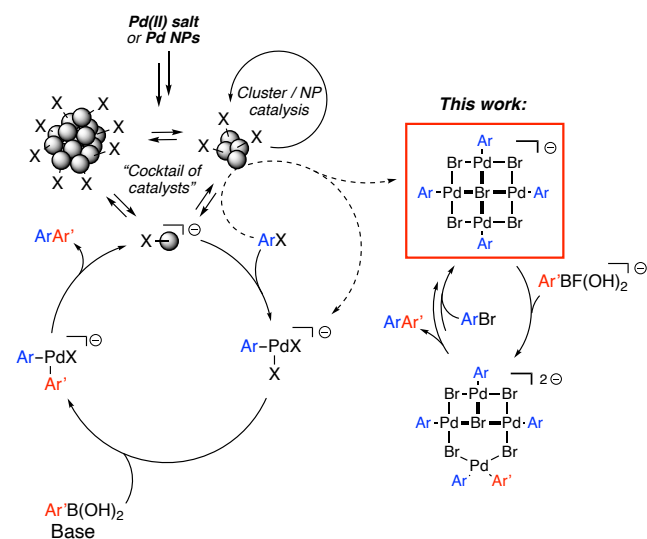 Pd(II) salt
or Pd NPs
X X X X X X X X
Cluster / NP
catalysis
X X X
"Cocktail of
catalysts"
X ⊖
ArX
ArAr'
Ar–PdX ⊖
Ar'
Ar–PdX ⊖
X
Ar'B(OH)2
Base
This work:
Ar ⊖
Br Pd Br
Ar Pd Br Pd Ar
Br Pd Br
Ar
Ar'BF(OH)2 ⊖
ArBr
ArAr'
Ar 2⊖
Br Pd Br
Ar Pd Br Pd Ar
Br Br
Pd
Ar Ar'